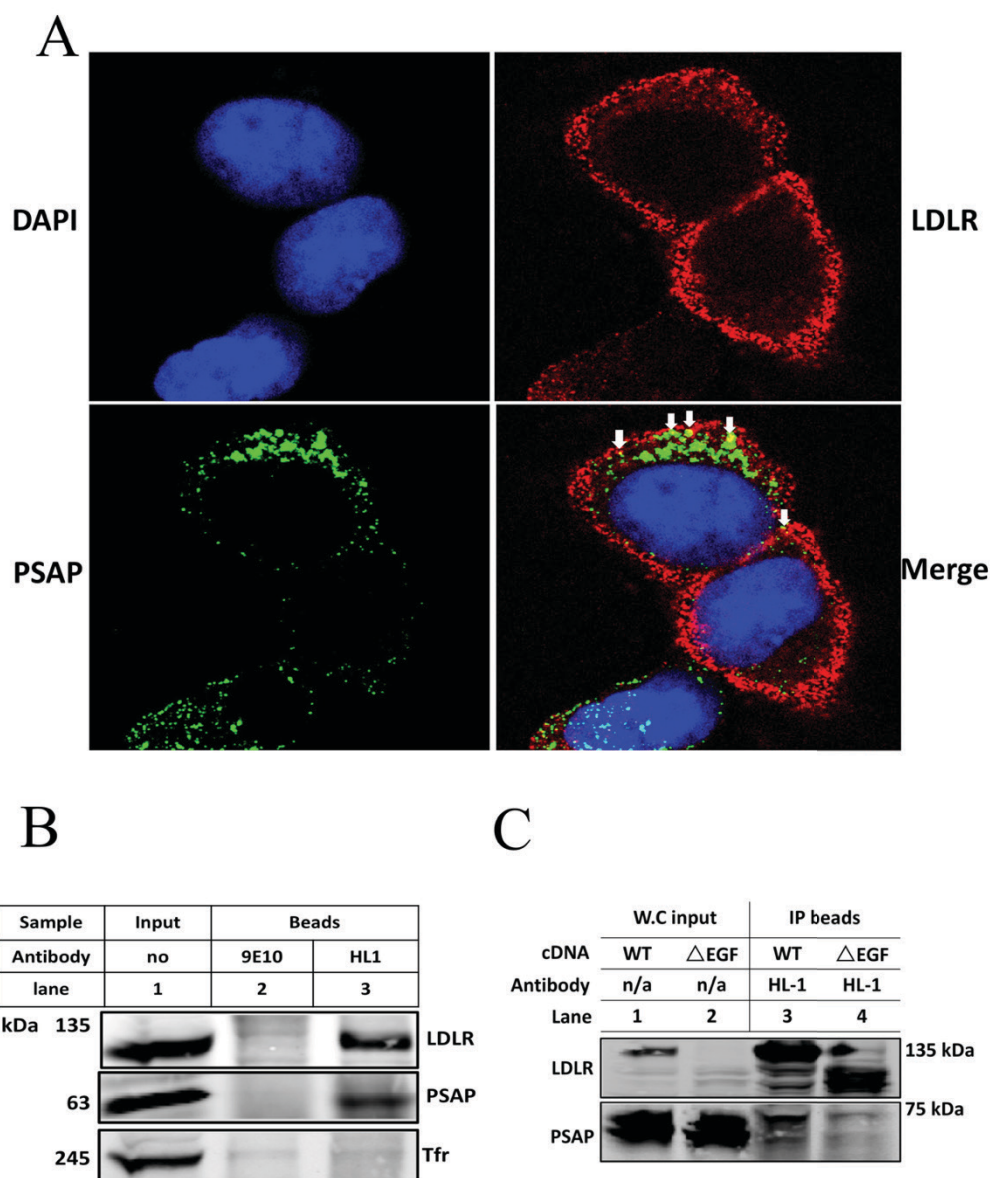 A
DAPI
LDLR
PSAP
Merge
B
Sample Input Beads
Antibody no 9E10 HL1
lane 1 2 3
kDa 135 LDLR
63 PSAP
245 Tfr
C
W.C input IP beads
cDNA WT △EGF WT △EGF
Antibody n/a n/a HL-1 HL-1
Lane 1 2 3 4
LDLR 135 kDa
75 kDa
PSAP